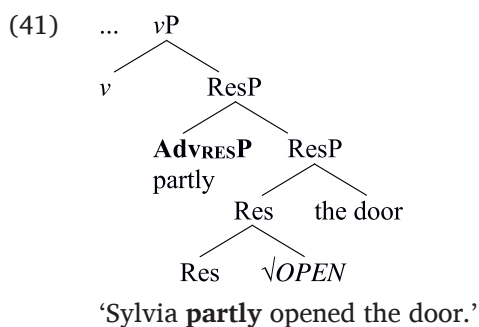 (41) ... vP
v ResP
AdvRESP ResP
partly
Res the door
Res √OPEN
‘Sylvia partly opened the door.’